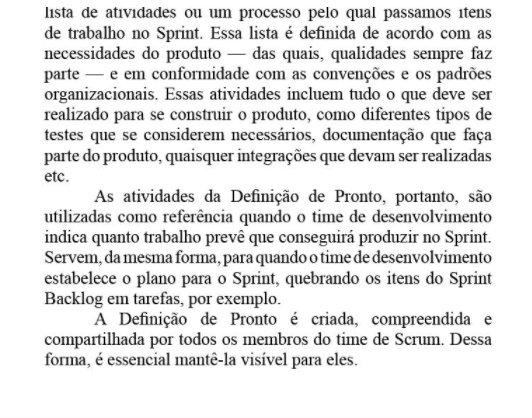 lista de atividades ou um processo pelo qual passamos itens
de trabalho no Sprint. Essa lista é definida de acordo com as
necessidades do produto — das quais, qualidades sempre faz
parte — e em conformidade com as convenções e os padrões
organizacionais. Essas atividades incluem tudo o que deve ser
realizado para se construir o produto, como diferentes tipos de
testes que se considerem necessários, documentação que faça
parte do produto, quaisquer integrações que devam ser realizadas
etc.
As atividades da Definição de Pronto, portanto, são
utilizadas como referência quando o time de desenvolvimento
indica quanto trabalho prevê que conseguirá produzir no Sprint.
Servem, da mesma forma, para quando o time de desenvolvimento
estabelece o plano para o Sprint, quebrando os itens do Sprint
Backlog em tarefas, por exemplo.
A Definição de Pronto é criada, compreendida e
compartilhada por todos os membros do time de Scrum. Dessa
forma, é essencial mantê-la visível para eles.